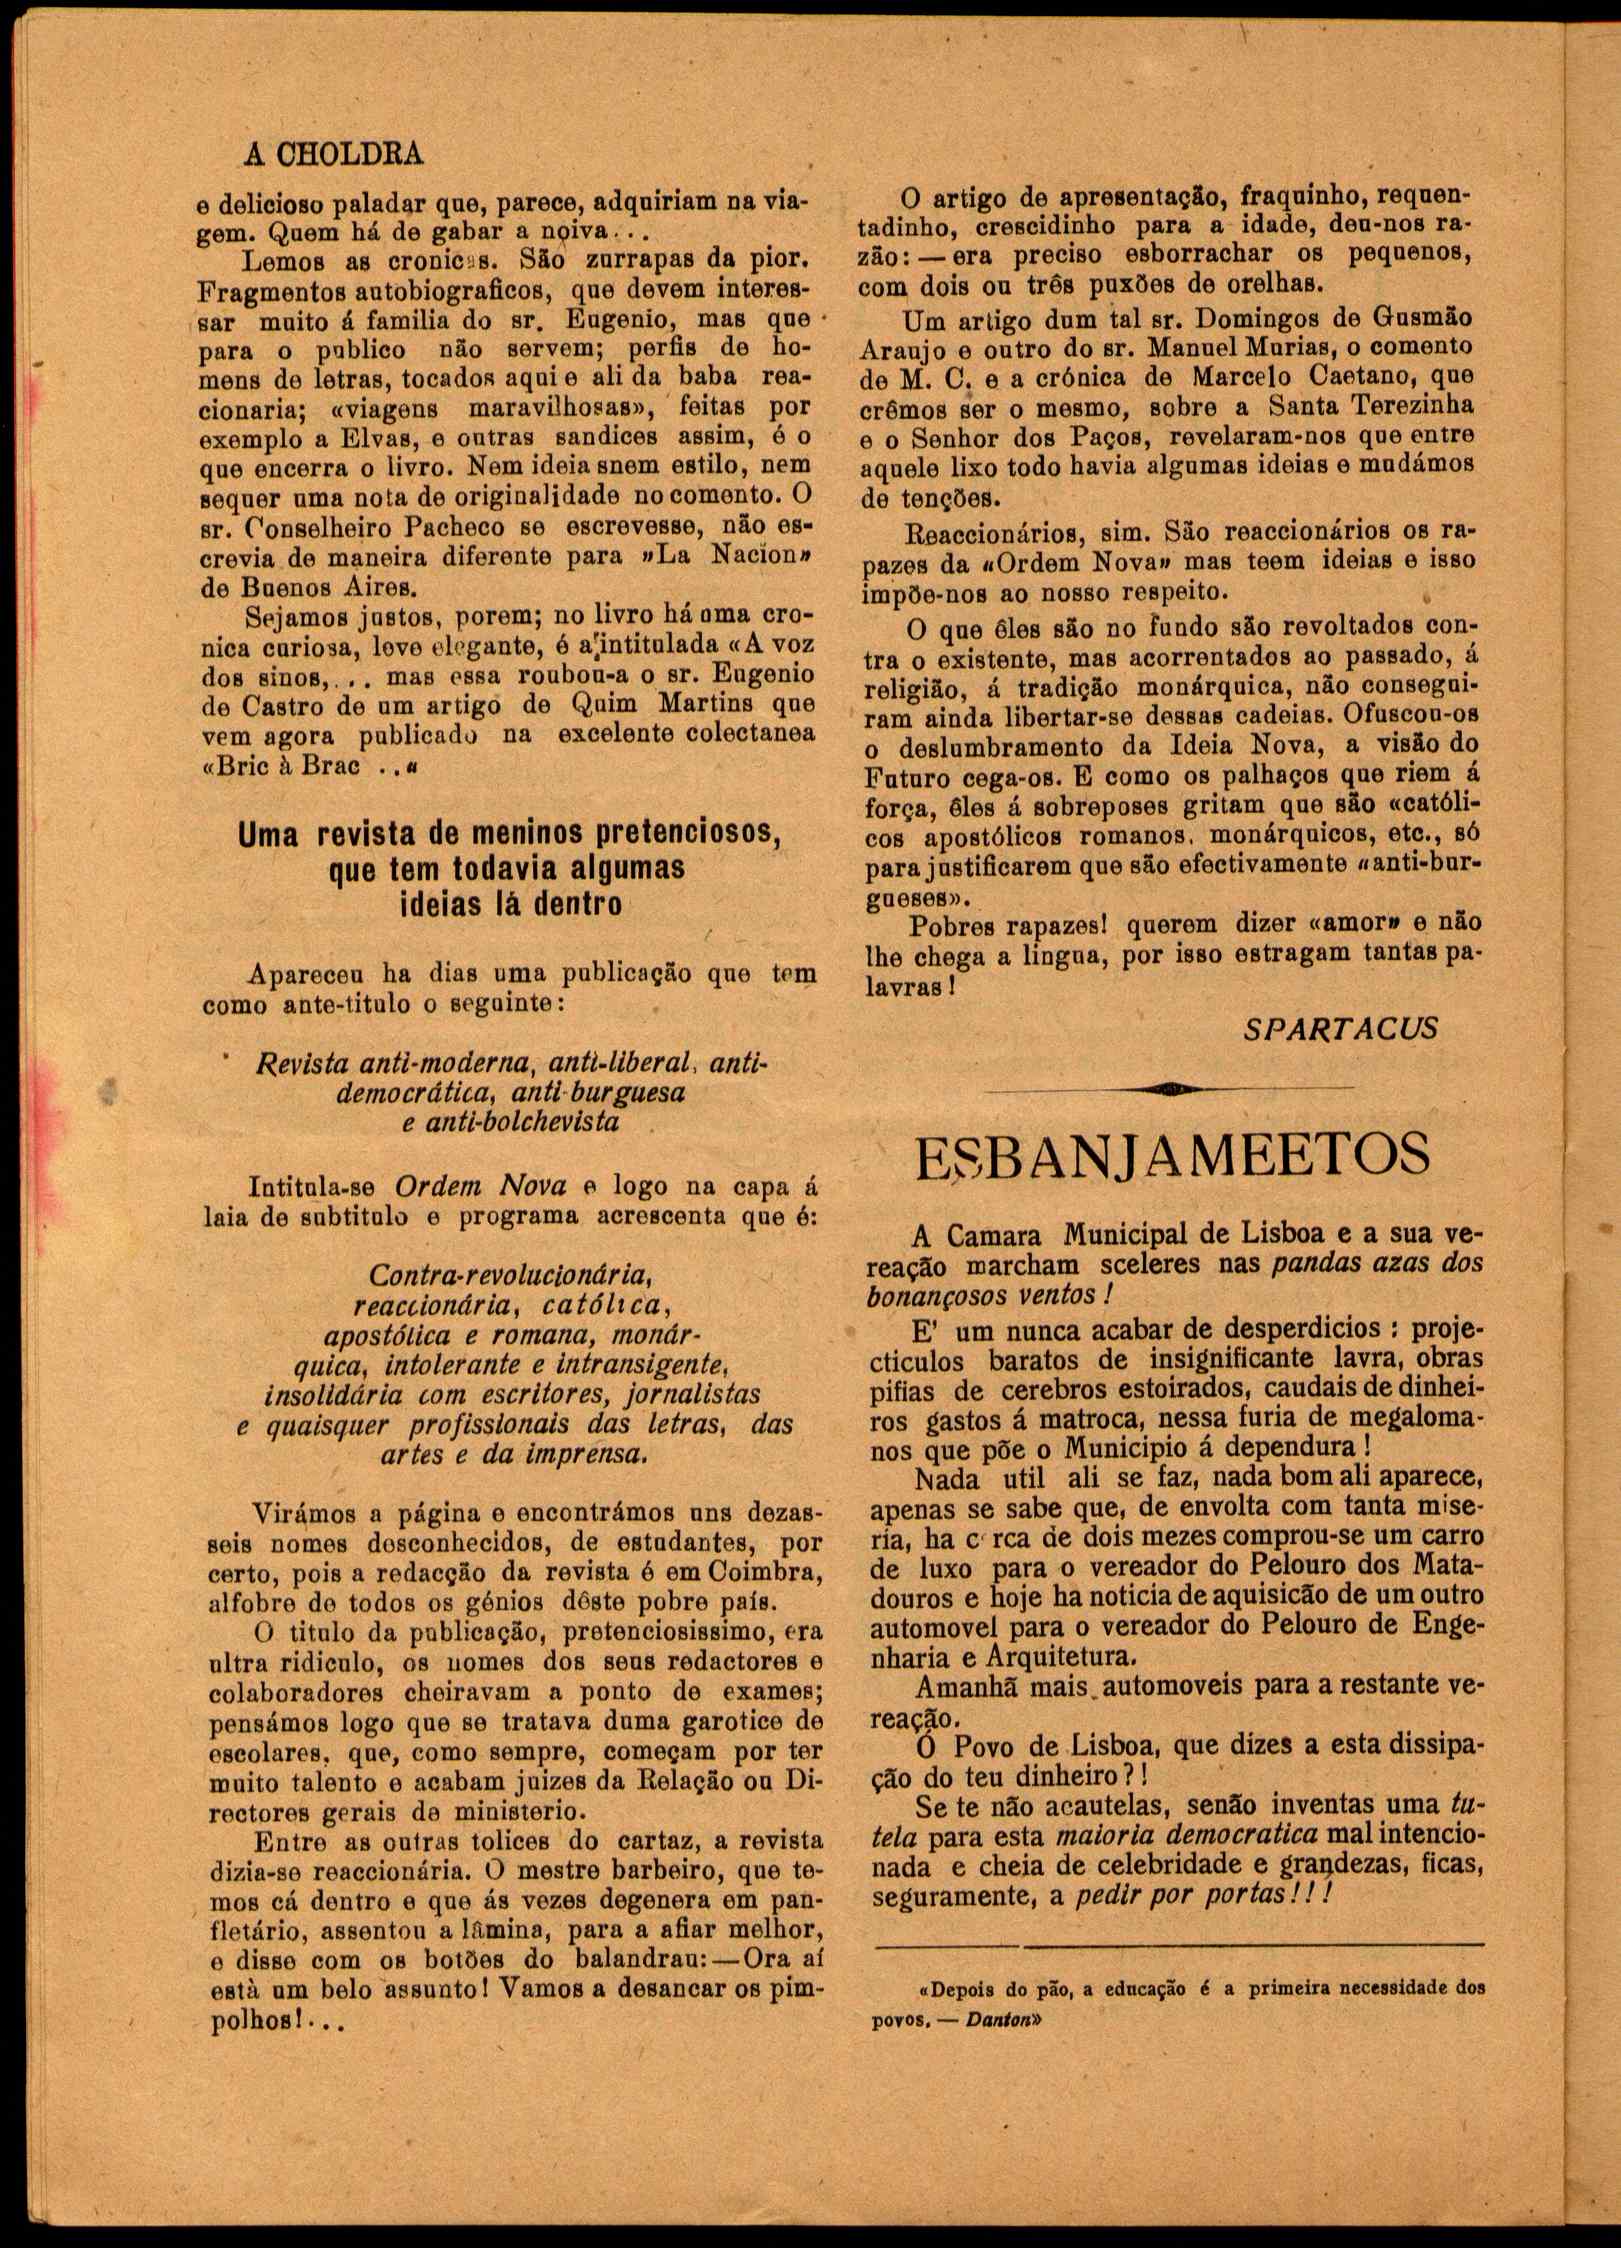 A CHOLDRA
e delicioso paladar que, parece, adquiriam na via-
gem. Quem há de gabar a noiva...
Lemos as cronicas. São zurrapas da pior.
Fragmentos autobiograficos, que devem interes-
sar muito á familia do sr. Eugenio, mas que
para o publico não servem; perfis de ho-
mens de letras, tocados aqui e ali da baba rea-
cionaria; «viagens maravilhosas», feitas por
exemplo a Elvas, e outras sandices assim, é o
que encerra o livro. Nem ideia snem estilo, nem
sequer uma nota de originalidade no comento. O
sr. Conselheiro Pacheco se escrevesse, não es-
crevia de maneira diferente para »La Nacion»
de Buenos Aires.
Sejamos justos, porem; no livro há uma cro-
nica curiosa, leve elegante, é a intitulada «A voz
dos sinos,... mas essa roubou-a o sr. Eugenio
de Castro de um artigo de Quim Martins que
vem agora publicado na excelente colectanea
«Bric à Brac ..«
Uma revista de meninos pretenciosos,
que tem todavia algumas
ideias lá dentro
Apareceu ha dias uma publicação que tem
como ante-titulo o seguinte:
Revista anti-moderna, anti-liberal, anti-
democrática, anti-burguesa
e anti-bolchevista
Intitula-se Ordem Nova e logo na capa á
laia de subtitulo e programa acrescenta que é:
Contra-revolucionária,
reaccionária, católica,
apostólica e romana, monár-
quica, intolerante e intransigente,
insolidária com escritores, jornalistas
e quaisquer profissionais das letras, das
artes e da imprensa.
Virámos a página e encontrámos uns dezas-
seis nomes desconhecidos, de estudantes, por
certo, pois a redacção da revista é em Coimbra,
alfobre de todos os génios dêste pobre país.
O titulo da publicação, pretenciosissimo, era
ultra ridiculo, os nomes dos seus redactores e
colaboradores cheiravam a ponto de exames;
pensámos logo que se tratava duma garotice de
escolares, que, como sempre, começam por ter
muito talento e acabam juizes da Relação ou Di-
rectores gerais de ministerio.
Entre as outras tolices do cartaz, a revista
dizia-se reaccionária. O mestre barbeiro, que te-
mos cá dentro e que ás vezes degenera em pan-
fletário, assentou a lâmina, para a afiar melhor,
e disse com os botões do balandrau:—Ora aí
està um belo assunto! Vamos a desancar os pim-
polhos!...
O artigo de apresentação, fraquinho, requen-
tadinho, crescidinho para a idade, deu-nos ra-
zão: — era preciso esborrachar os pequenos,
com dois ou três puxões de orelhas.
Um artigo dum tal sr. Domingos de Gusmão
Araujo e outro do sr. Manuel Murias, o comento
de M. C. e a crónica de Marcelo Caetano, que
crêmos ser o mesmo, sobre a Santa Terezinha
e o Senhor dos Paços, revelaram-nos que entre
aquele lixo todo havia algumas ideias e mudámos
de tenções.
Reaccionários, sim. São reaccionários os ra-
pazes da «Ordem Nova» mas teem ideias e isso
impõe-nos ao nosso respeito.
O que êles são no fundo são revoltados con-
tra o existente, mas acorrentados ao passado, á
religião, á tradição monárquica, não consegui-
ram ainda libertar-se dessas cadeias. Ofuscou-os
o deslumbramento da Ideia Nova, a visão do
Futuro cega-os. E como os palhaços que riem á
força, êles á sobreposes gritam que são «católi-
cos apostólicos romanos, monárquicos, etc., só
para justificarem que são efectivamente «anti-bur-
gueses».
Pobres rapazes! querem dizer «amor» e não
lhe chega a lingua, por isso estragam tantas pa-
lavras!
SPARTACUS
ESBANJAMEETOS
A Camara Municipal de Lisboa e a sua ve-
reação marcham sceleres nas pandas azas dos
bonançosos ventos!
E' um nunca acabar de desperdicios: proje-
cticulos baratos de insignificante lavra, obras
pifias de cerebros estoirados, caudais de dinhei-
ros gastos á matroca, nessa furia de megaloma-
nos que põe o Municipio á dependura!
Nada util ali se faz, nada bom ali aparece,
apenas se sabe que, de envolta com tanta mise-
ria, ha c rca de dois mezes comprou-se um carro
de luxo para o vereador do Pelouro dos Mata-
douros e hoje ha noticia de aquisicão de um outro
automovel para o vereador do Pelouro de Enge-
nharia e Arquitetura.
Amanhã mais automoveis para a restante ve-
reação.
Ó Povo de Lisboa, que dizes a esta dissipa-
ção do teu dinheiro?!
Se te não acautelas, senão inventas uma tu-
tela para esta maioria democratica mal intencio-
nada e cheia de celebridade e grandezas, ficas,
seguramente, a pedir por portas!!!
«Depois do pão, a educação é a primeira necessidade dos
povos. — Danton»